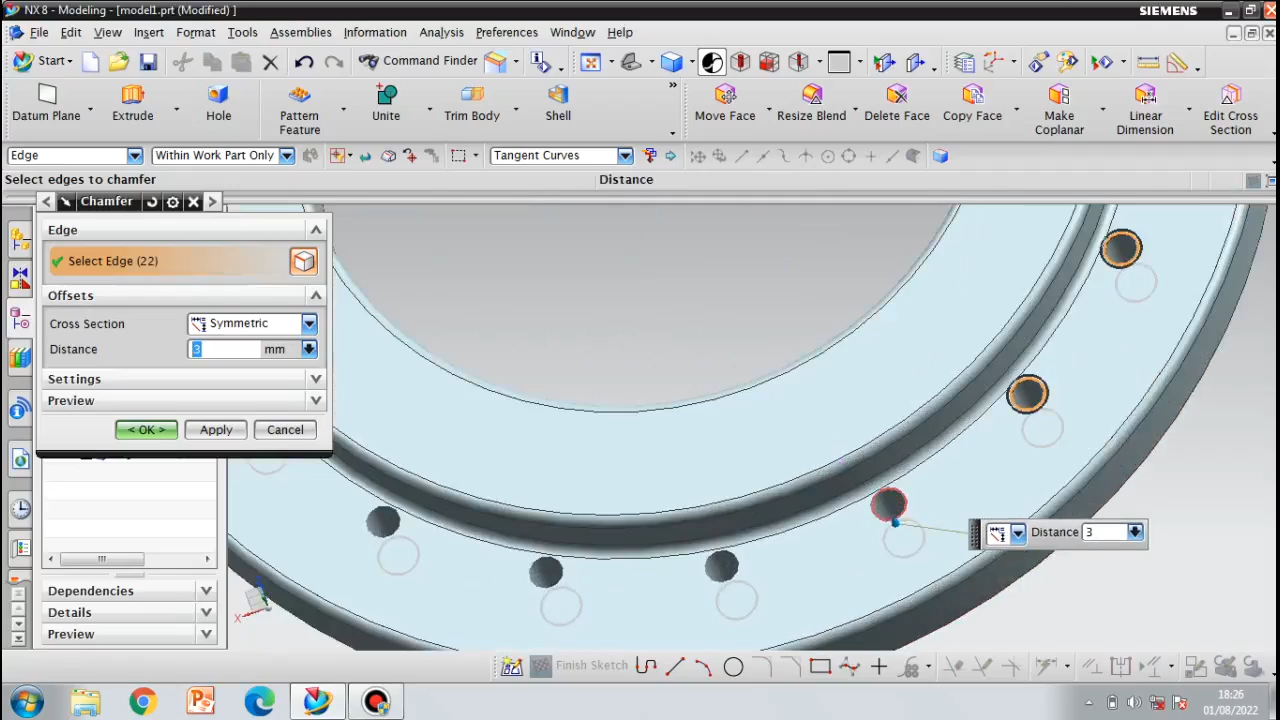 NX 8 - Modeling - [model1.prt (Modified) ]
SIEMENS
File Edit View Insert Format Tools Assemblies Information Analysis Preferences Window Help
Start
Command Finder
Datum Plane
Extrude
Hole
Pattern Feature
Unite
Trim Body
Shell
Move Face
Resize Blend
Delete Face
Copy Face
Make Coplanar
Linear Dimension
Edit Cross Section
Edge
Within Work Part Only
Tangent Curves
Select edges to chamfer
Distance
Chamfer
Edge
Select Edge (22)
Offsets
Cross Section
Symmetric
Distance
3
mm
Settings
Preview
< OK >
Apply
Cancel
Distance 3
Dependencies
Details
Preview
X
Finish Sketch
18:26
01/08/2022